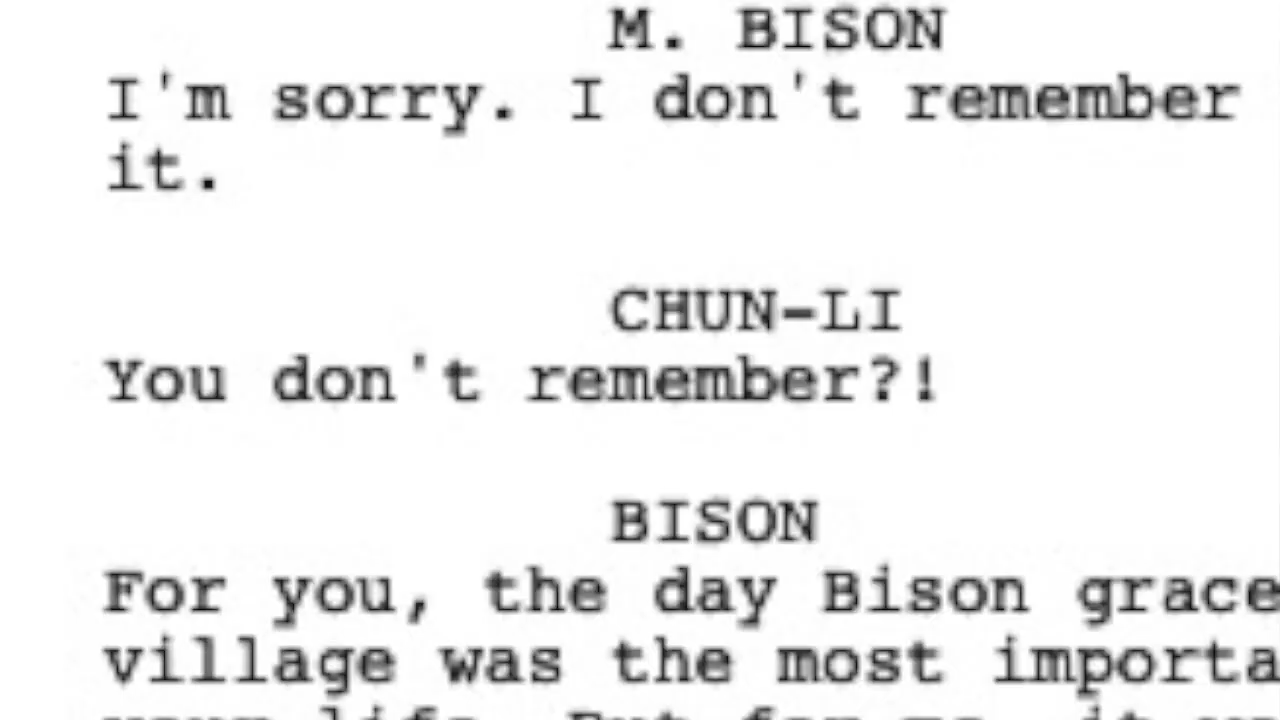 M. BISON
I'm sorry. I don't remember
it.
CHUN-LI
You don't remember?!
BISON
For you, the day Bison grace
village was the most importa